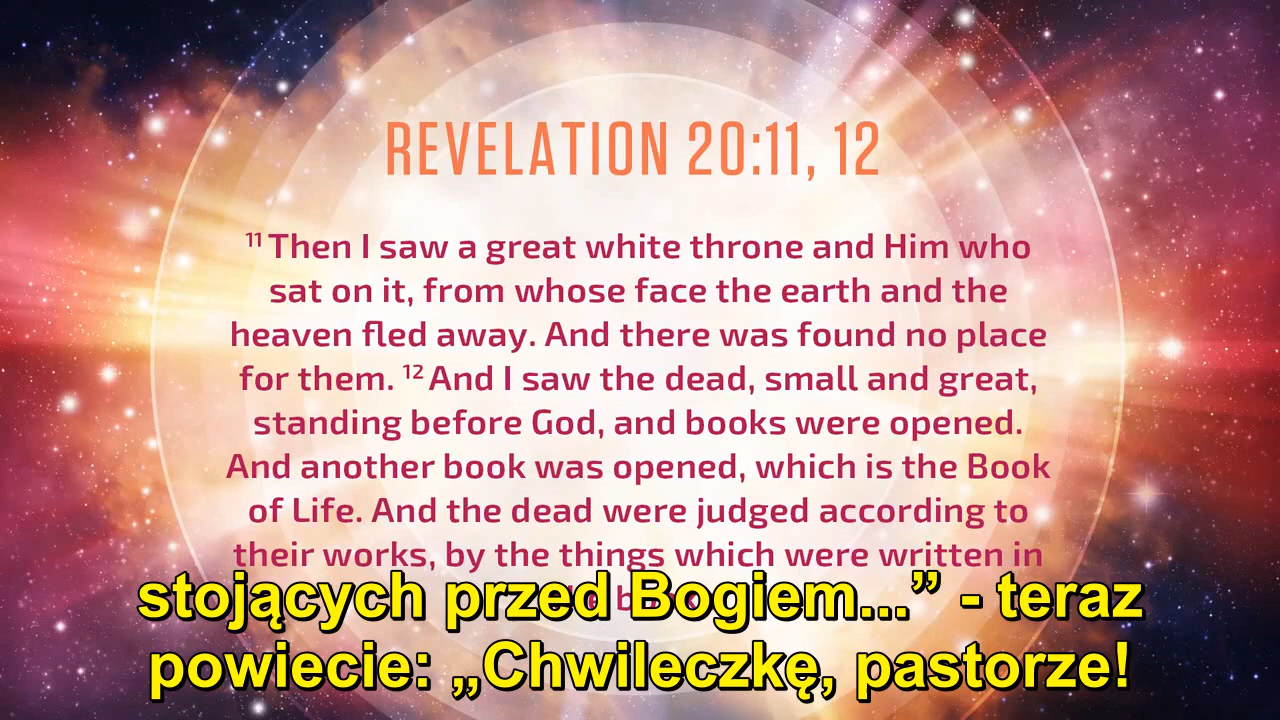 REVELATION 20:11, 12
11 Then I saw a great white throne and Him who
sat on it, from whose face the earth and the
heaven fled away. And there was found no place
for them. 12 And I saw the dead, small and great,
standing before God, and books were opened.
And another book was opened, which is the Book
of Life. And the dead were judged according to
their works, by the things which were written in
stojących przed Bogiem...” - teraz
powiecie: „Chwileczkę, pastorze!